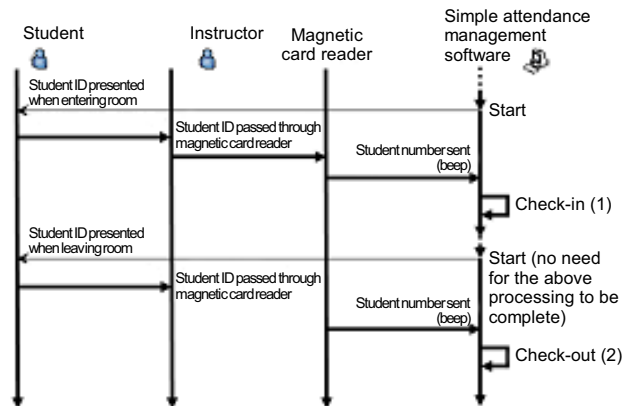 Student
Instructor
Magnetic
card reader
Simple attendance
management
software
Student ID presented
when entering room
Start
Student ID passed through
magnetic card reader
Student number sent
(beep)
Check-in (1)
Student ID presented
when leaving room
Start (no need
for the above
processing to be
complete)
Student ID passed through
magnetic card reader
Student number sent
(beep)
Check-out (2)